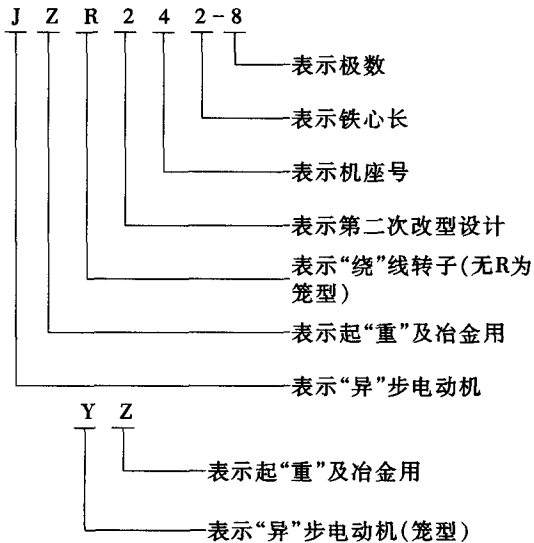 J Z R 2 4 2-8
表示极数
表示铁心长
表示机座号
表示第二次改型设计
表示“绕”线转子(无R为
笼型)
表示起“重”及冶金用
表示“异”步电动机
Y Z
表示起“重”及冶金用
表示“异”步电动机(笼型)